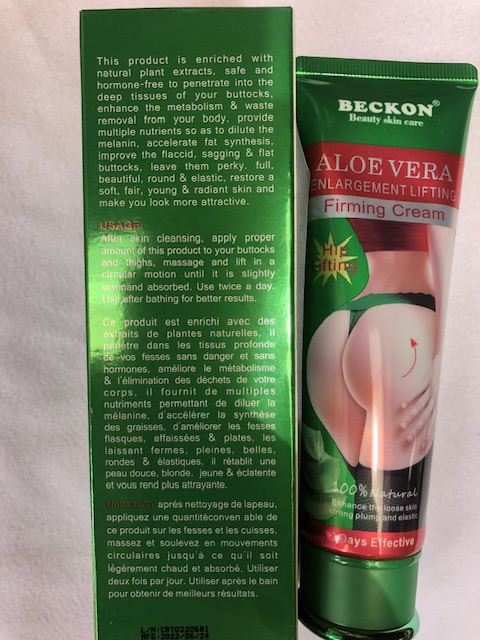 This product is enriched with
natural plant extracts, safe and
hormone-free to penetrate into the
deep tissues of your buttocks,
enhance the metabolism & waste
removal from your body, provide
multiple nutrients so as to dilute the
melanin, accelerate fat synthesis,
improve the flaccid, sagging & flat
buttocks, leave them perky. full,
beautiful, round & elastic, restore a
soft, fair, young & radiant skin and
make you look more attractive.
USAGE:
After skin cleansing, apply proper
amount of this product to your buttocks
and thighs, massage and lift in a
circular motion until it is slightly
warm and absorbed. Use twice a day.
Use after bathing for better results.
Ce produit est enrichi avec des
extraits de plantes naturelles, il
pénètre dans les tissus profonds
de vos fesses sans danger et sans
hormones, améliore le métabolisme
& l'élimination des déchets de votre
corps, il fournit de multiples
nutriments permettant de diluer la
mélanine, d'accélérer la synthèse
des graisses, d'améliorer les fesses
flasques, affaissées & plates, les
laissant fermes, pleines, belles,
rondes & élastiques, il rétablit une
peau douce, blonde, jeune & éclatente
et vous rend plus attrayante.
Utilisation: après nettoyage de lapeau,
appliquez une quantitéconven able de
ce produit sur les fesses et les cuisses,
massez et soulevez en mouvements
circulaires jusqu'à ce qu'il soit
légèrement chaud et absorbé. Utiliser
deux fois par jour. Utiliser après le bain
pour obtenir de meilleurs résultats.
L/N:CBT0220681
MFG:2022/06/24
BECKON®
Beauty skin care
ALOE VERA
ENLARGEMENT LIFTING
Firming Cream
Hip
Lifting
100% Natural
Enhance the loose skin
strong plump and elastic
Days Effective